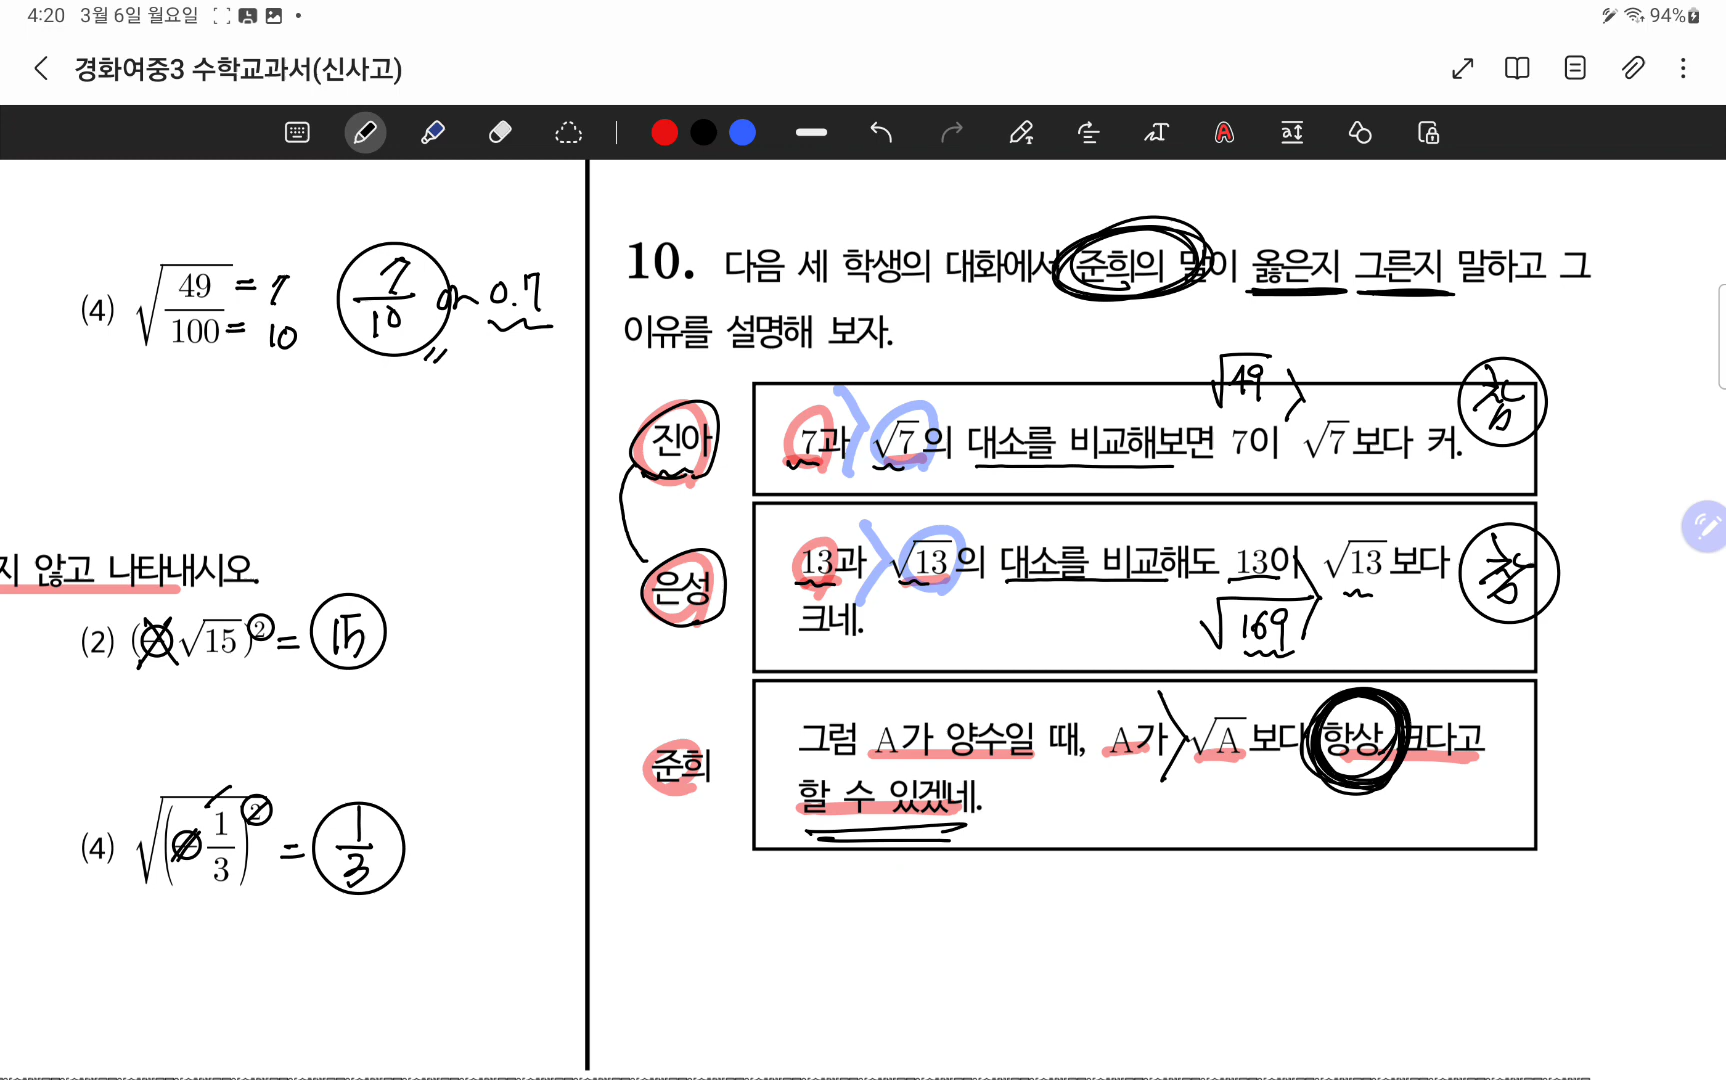 4:20 3월 6일 월요일
94%
경화여중3 수학교과서(신사고)
(4) √(49/100) = 7 = 10 7/10 or 0.7
지 않고 나타내시오.
(2) (-√15)² = 15
(4) √((-1/3)²) = 1/3
10. 다음 세 학생의 대화에서 준희의 말이 옳은지 그른지 말하고 그
이유를 설명해 보자.
√49 >
진아 7과 > √7의 대소를 비교해보면 7이 √7보다 커. 참
은성 13과 > √13의 대소를 비교해도 13이 √13보다 참
크네. √169 >
준희 그럼 A가 양수일 때, A가 > √A보다 항상 크다고
할 수 있겠네.